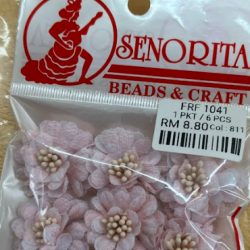 SENORITA
BEADS & CRAFT
FRF 1041
1 PKT / 6 PCS
RM 8.80 Col : 811